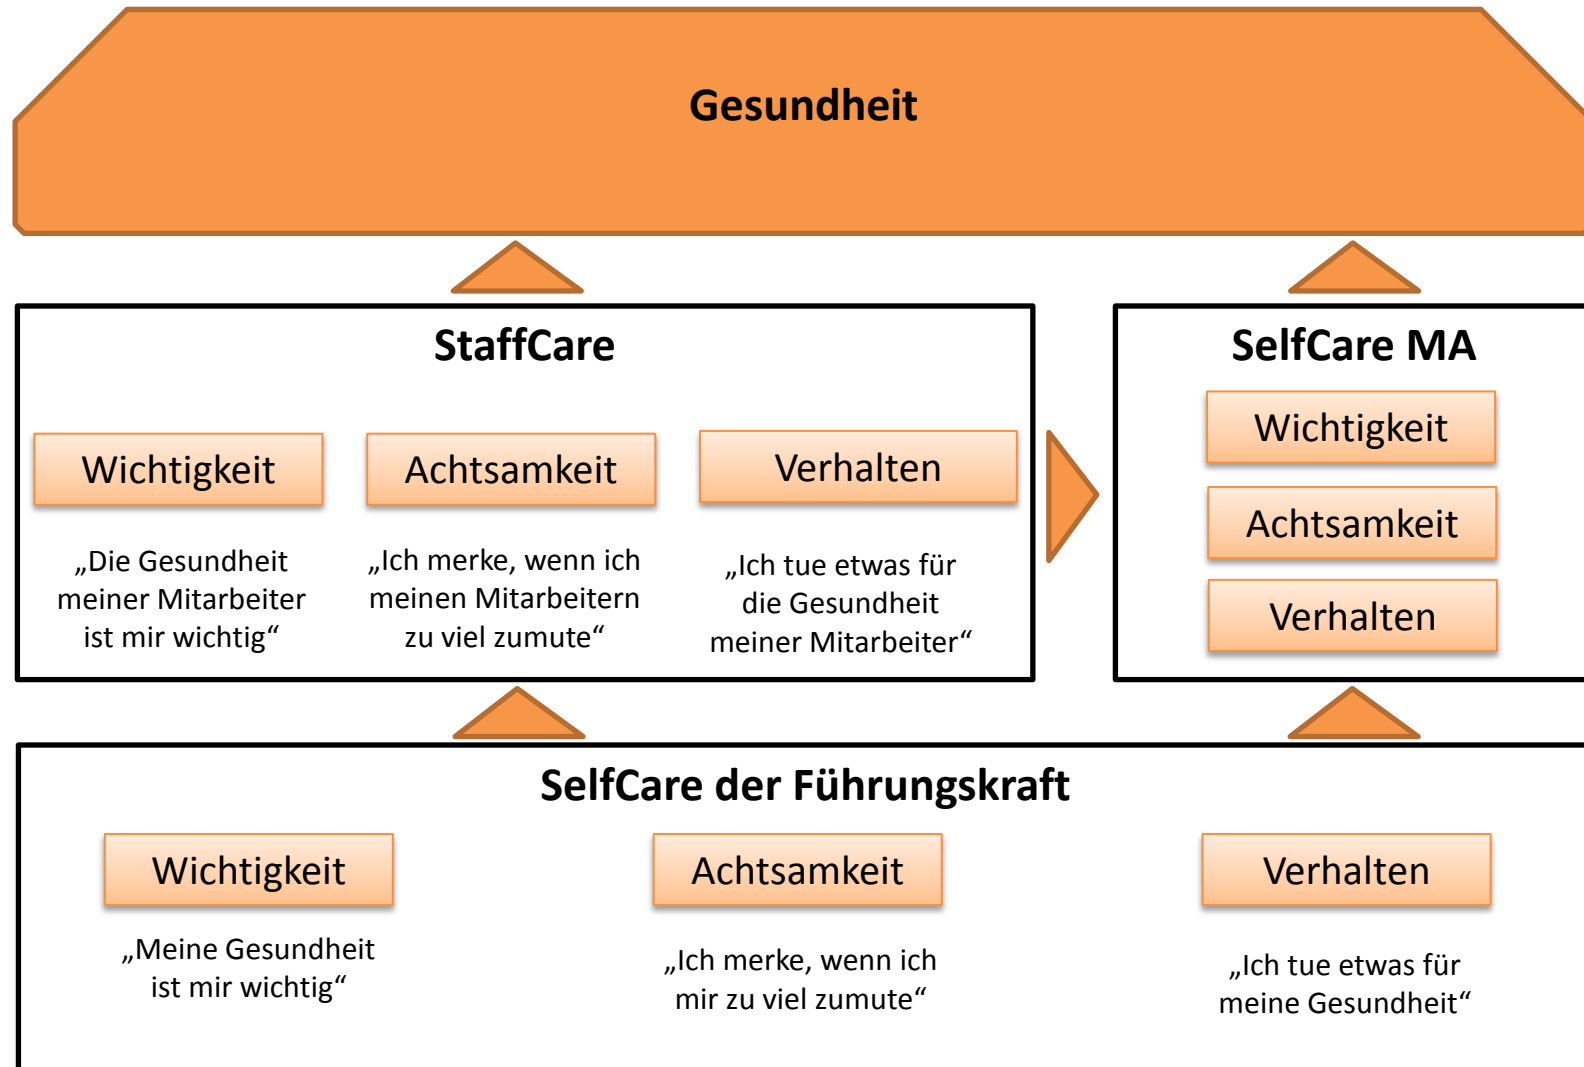 Gesundheit
StaffCare
Wichtigkeit
„Die Gesundheit
meiner Mitarbeiter
ist mir wichtig“
Achtsamkeit
„Ich merke, wenn ich
meinen Mitarbeitern
zu viel zumute“
Verhalten
„Ich tue etwas für
die Gesundheit
meiner Mitarbeiter“
SelfCare MA
Wichtigkeit
Achtsamkeit
Verhalten
SelfCare der Führungskraft
Wichtigkeit
„Meine Gesundheit
ist mir wichtig“
Achtsamkeit
„Ich merke, wenn ich
mir zu viel zumute“
Verhalten
„Ich tue etwas für
meine Gesundheit“